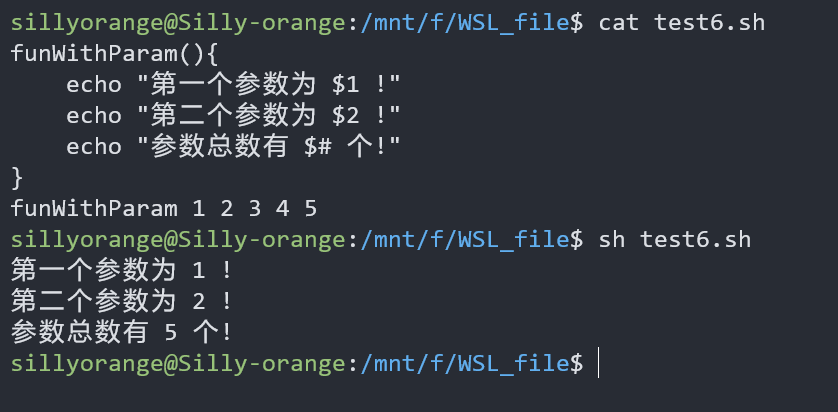 sillyorange@Silly-orange:/mnt/f/WSL_file$ cat test6.sh
funWithParam(){
    echo "第一个参数为 $1 !"
    echo "第二个参数为 $2 !"
    echo "参数总数有 $# 个!"
}
funWithParam 1 2 3 4 5
sillyorange@Silly-orange:/mnt/f/WSL_file$ sh test6.sh
第一个参数为 1 !
第二个参数为 2 !
参数总数有 5 个!
sillyorange@Silly-orange:/mnt/f/WSL_file$